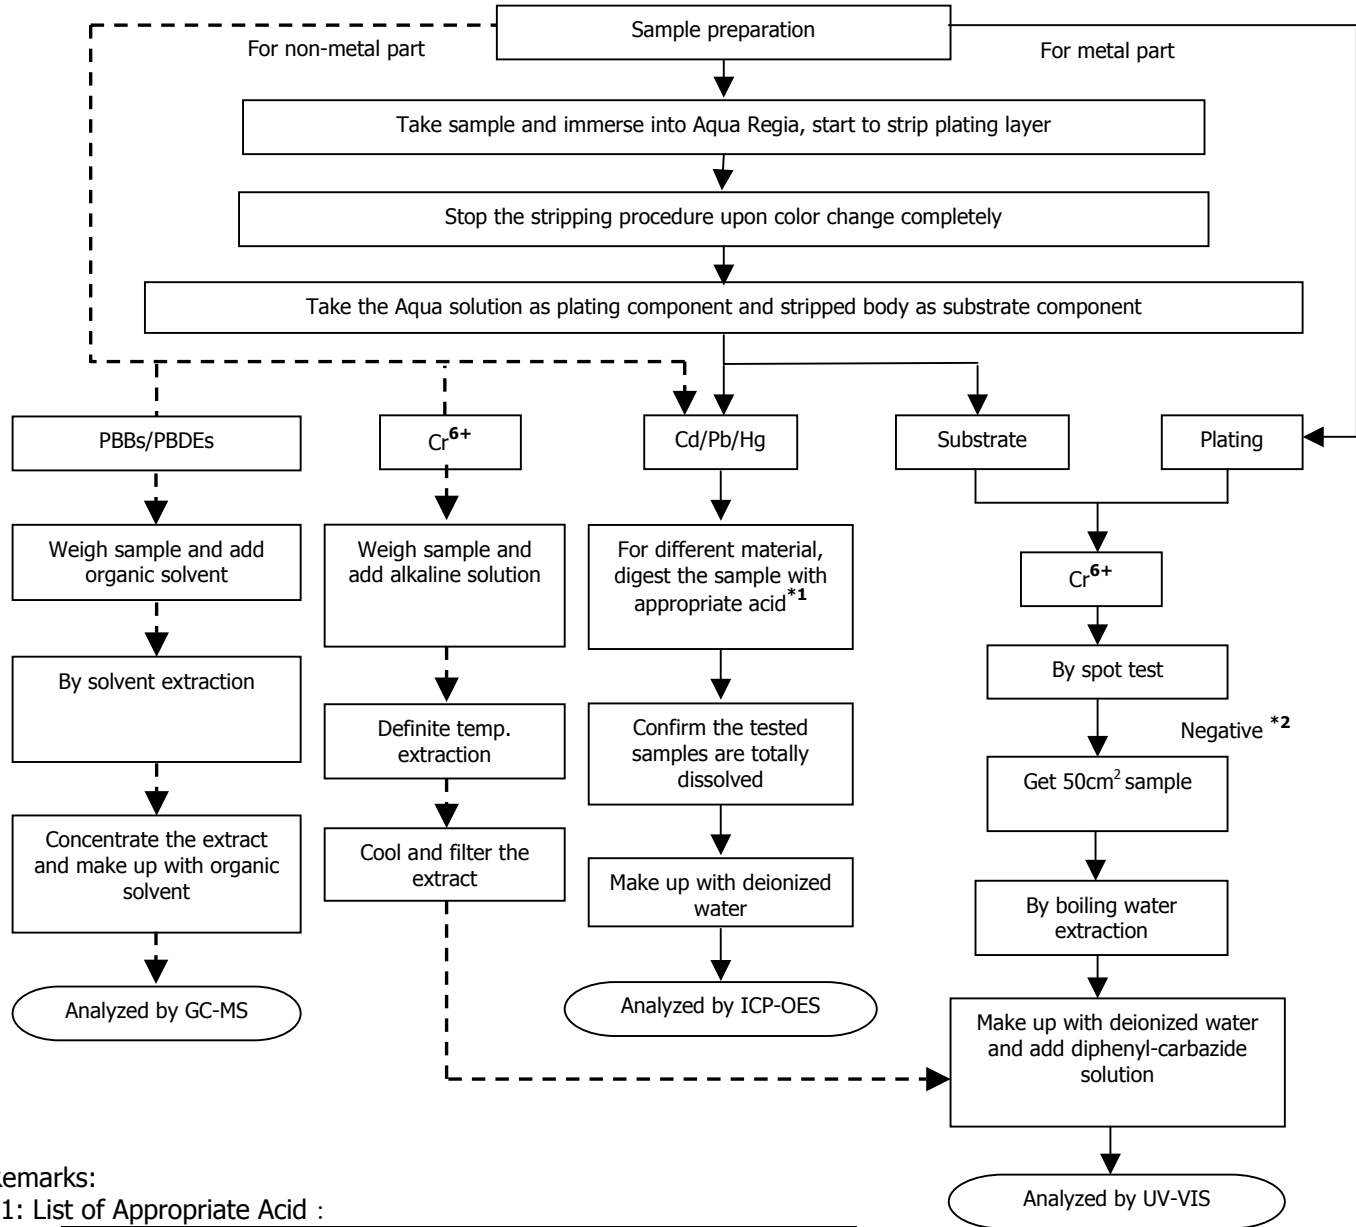 Sample preparation
For non-metal part
For metal part
Take sample and immerse into Aqua Regia, start to strip plating layer
Stop the stripping procedure upon color change completely
Take the Aqua solution as plating component and stripped body as substrate component
PBBs/PBDEs
Cr6+
Cd/Pb/Hg
Substrate
Plating
Weigh sample and add
organic solvent
Weigh sample and
add alkaline solution
For different material,
digest the sample with
appropriate acid*1
Cr6+
By solvent extraction
Definite temp.
extraction
Confirm the tested
samples are totally
dissolved
By spot test
Negative *2
Get 50cm2 sample
Concentrate the extract
and make up with organic
solvent
Cool and filter the
extract
Make up with deionized
water
By boiling water
extraction
Analyzed by GC-MS
Analyzed by ICP-OES
Make up with deionized water
and add diphenyl-carbazide
solution
Analyzed by UV-VIS
emarks:
1: List of Appropriate Acid :